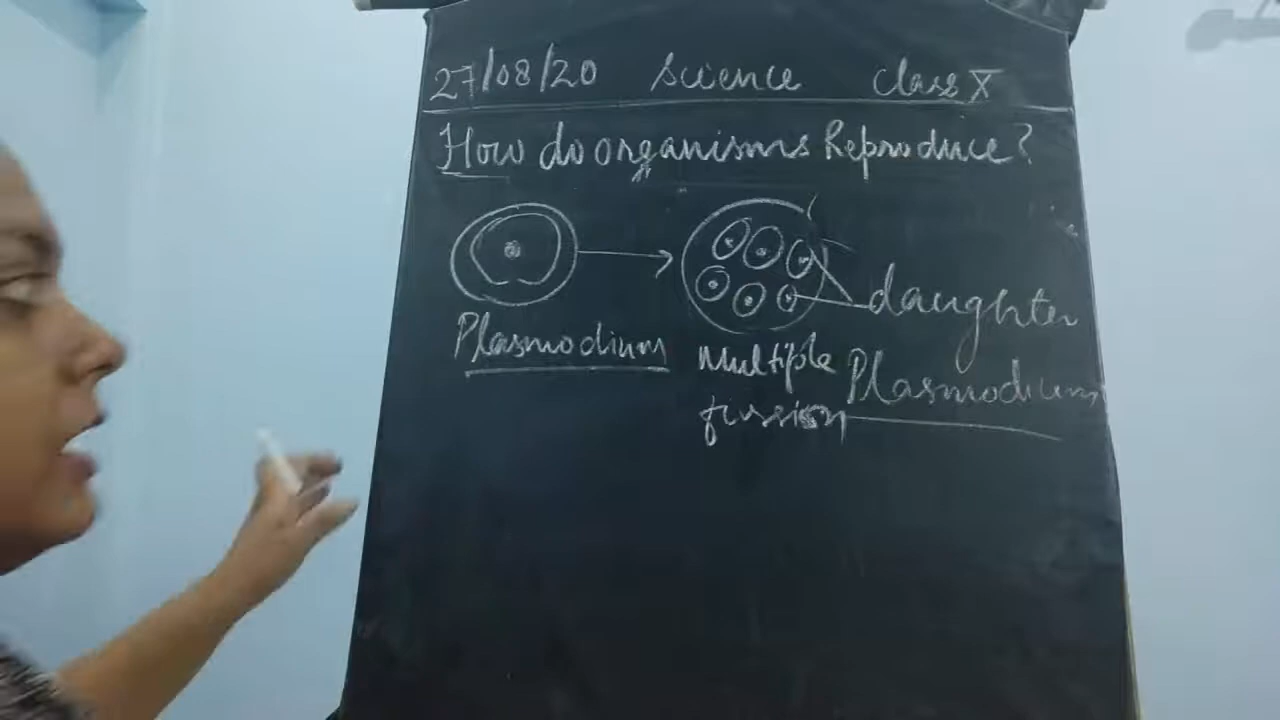 27/08/20 Science Class X
How do organisms Reproduce?
Plasmodium
Multiple
fission
daughter
Plasmodium